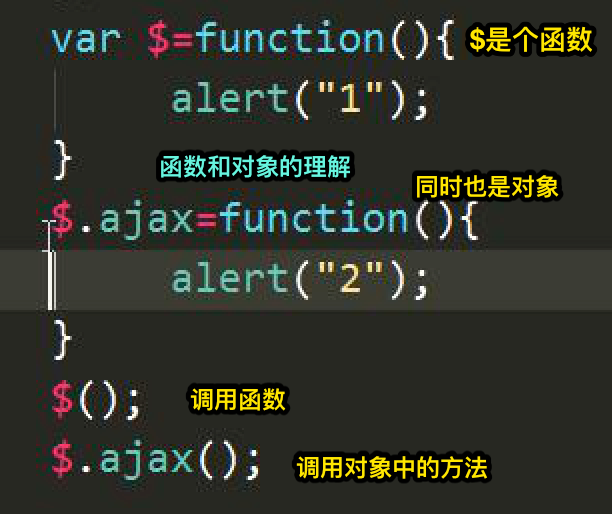 var $=function(){ $是个函数
alert("1");
}
函数和对象的理解
同时也是对象
$.ajax=function(){
alert("2");
}
$(); 调用函数
$.ajax(); 调用对象中的方法